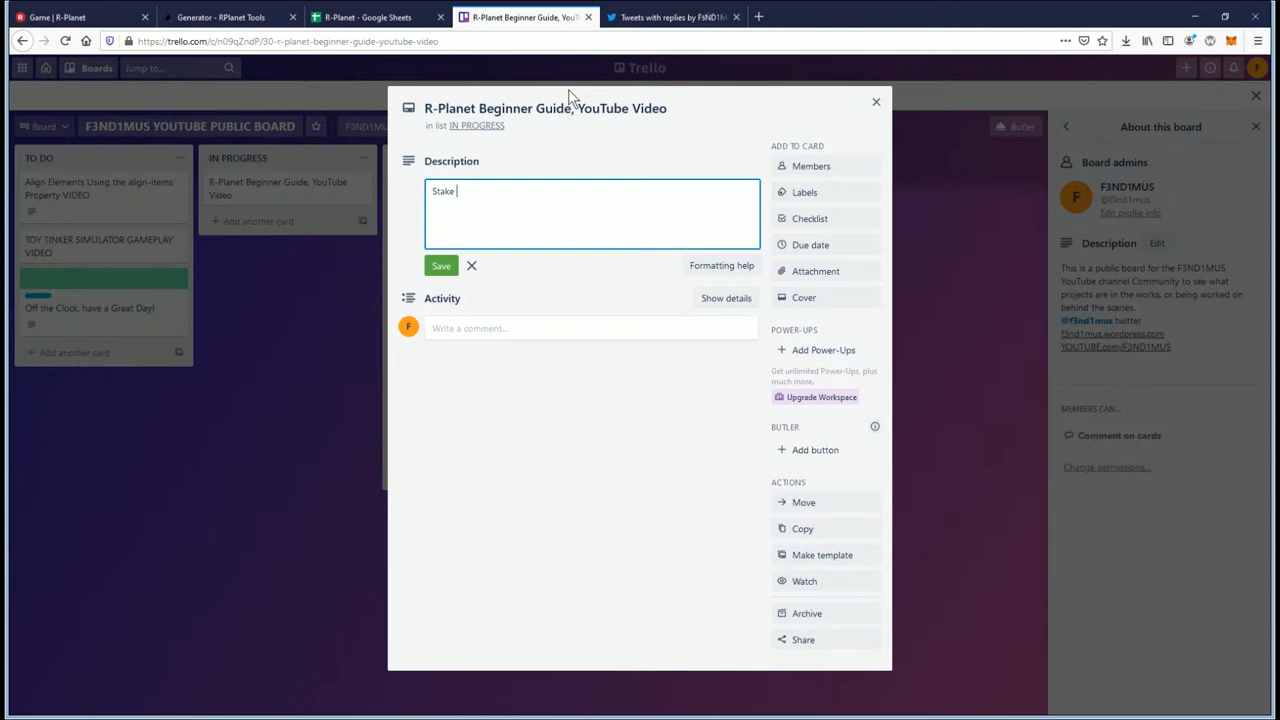 Game | R-Planet
Generator - RPlanet Tools
R-Planet - Google Sheets
R-Planet Beginner Guide, YouT
Tweets with replies by F3ND1M
https://trello.com/c/n09qZndP/30-r-planet-beginner-guide-youtube-video
Boards
Jump to...
Trello
F
Board
F3ND1MUS YOUTUBE PUBLIC BOARD
F3ND1MU
Butler
TO DO
Align Elements Using the align-items
Property VIDEO
TOY TINKER SIMULATOR GAMEPLAY
VIDEO
Off the Clock, have a Great Day!
Add another card
IN PROGRESS
R-Planet Beginner Guide, YouTube
Video
Add another card
R-Planet Beginner Guide, YouTube Video
in list IN PROGRESS
Description
Stake
Save
Formatting help
Activity
Show details
F
Write a comment...
ADD TO CARD
Members
Labels
Checklist
Due date
Attachment
Cover
POWER-UPS
Add Power-Ups
Get unlimited Power-Ups, plus
much more.
Upgrade Workspace
BUTLER
Add button
ACTIONS
Move
Copy
Make template
Watch
Archive
Share
About this board
Board admins
F
F3ND1MUS
@f3nd1mus
Edit profile info
Description
Edit
This is a public board for the F3ND1MUS
YouTube channel Community to see
what projects are in the works, or being worked on
behind the scenes.
@f3nd1mus twitter
f3nd1mus.wordpress.com
YOUTUBE.com/F3ND1MUS
MEMBERS CAN...
Comment on cards
Change permissions...